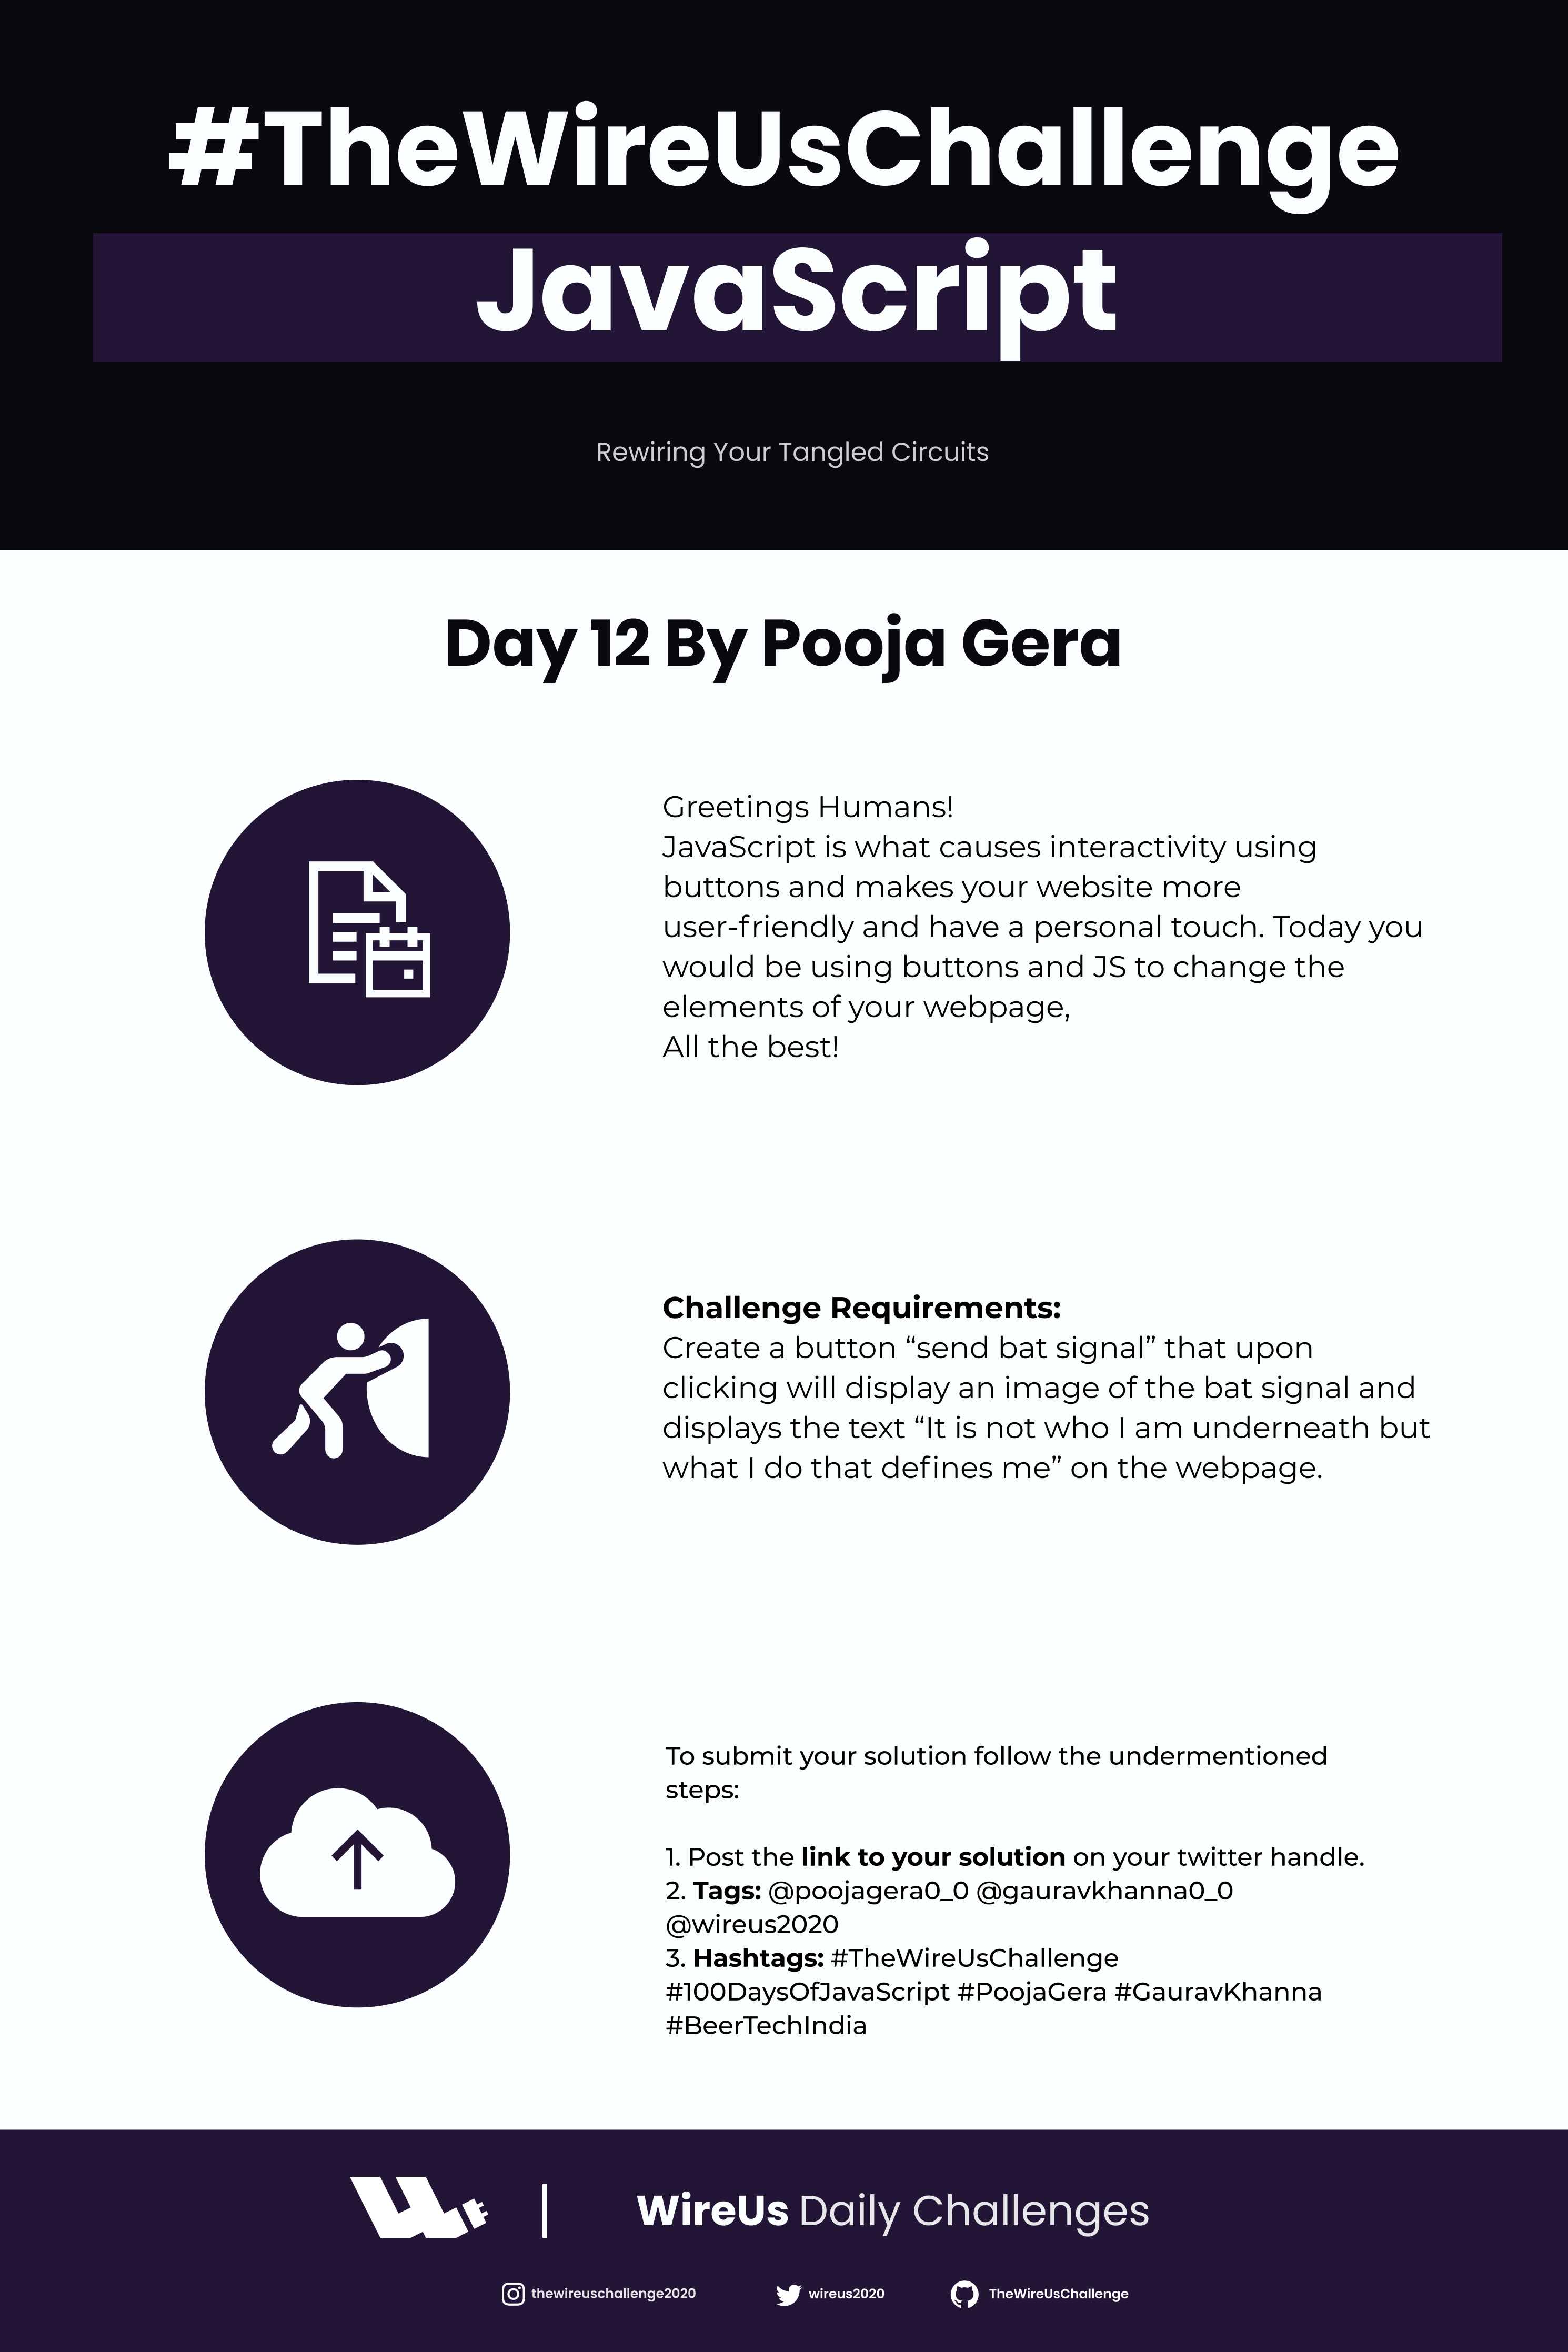 #TheWireUsChallenge
JavaScript
Rewiring Your Tangled Circuits
Day 12 By Pooja Gera
Greetings Humans!
JavaScript is what causes interactivity using
buttons and makes your website more
user-friendly and have a personal touch. Today you
would be using buttons and JS to change the
elements of your webpage,
All the best!
Challenge Requirements:
Create a button “send bat signal” that upon
clicking will display an image of the bat signal and
displays the text “It is not who I am underneath but
what I do that defines me” on the webpage.
To submit your solution follow the undermentioned
steps:
1. Post the link to your solution on your twitter handle.
2. Tags: @poojagera0_0 @gauravkhanna0_0
@wireus2020
3. Hashtags: #TheWireUsChallenge
#100DaysOfJavaScript #PoojaGera #GauravKhanna
#BeerTechIndia
WireUs Daily Challenges
thewireuschallenge2020
wireus2020
TheWireUsChallenge